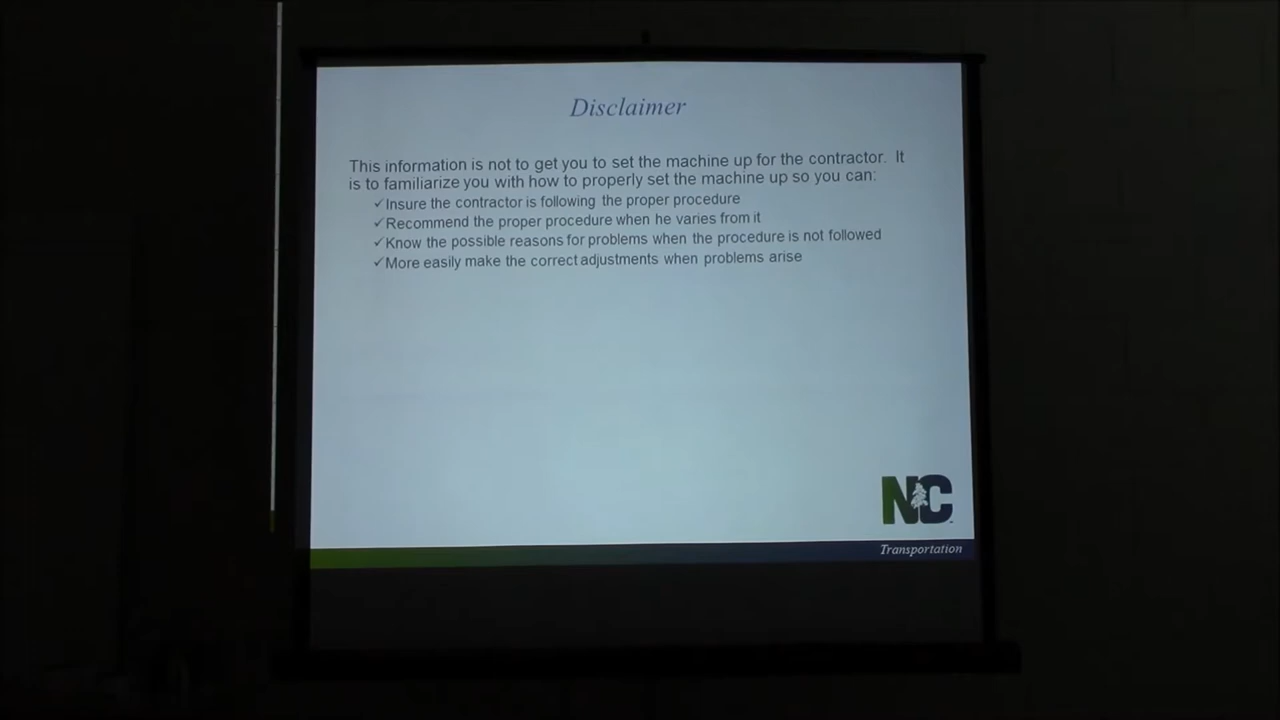 Disclaimer
This information is not to get you to set the machine up for the contractor. It
is to familiarize you with how to properly set the machine up so you can:
✓Insure the contractor is following the proper procedure
✓Recommend the proper procedure when he varies from it
✓Know the possible reasons for problems when the procedure is not followed
✓More easily make the correct adjustments when problems arise
NC
Transportation